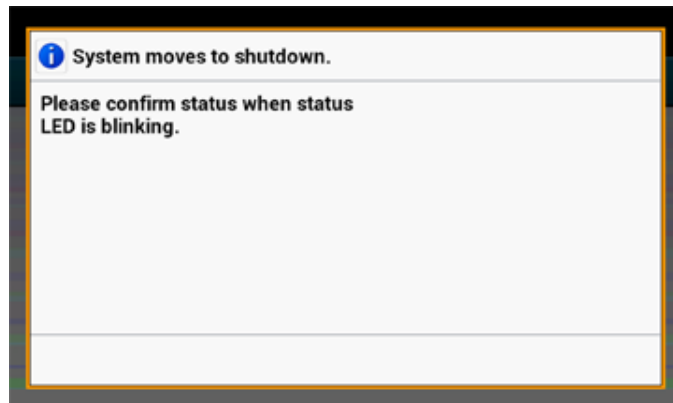 System moves to shutdown.
Please confirm status when status
LED is blinking.